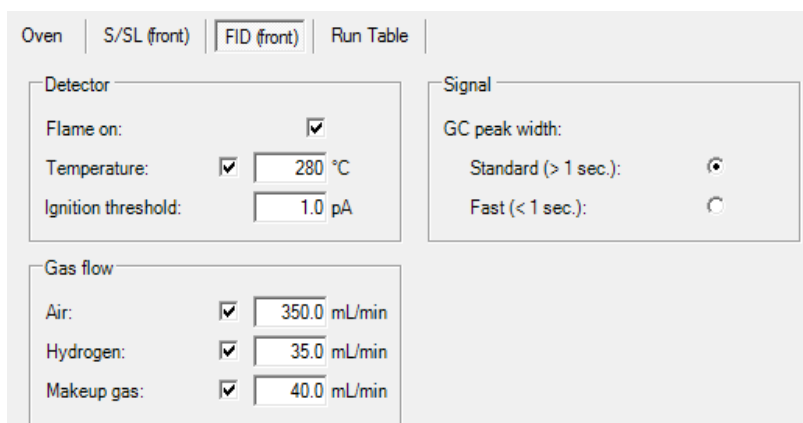 Oven S/SL (front) FID (front) Run Table
Detector
Flame on:
Temperature: 280 °C
Ignition threshold: 1.0 pA
Signal
GC peak width:
Standard (> 1 sec.):
Fast (< 1 sec.):
Gas flow
Air: 350.0 mL/min
Hydrogen: 35.0 mL/min
Makeup gas: 40.0 mL/min